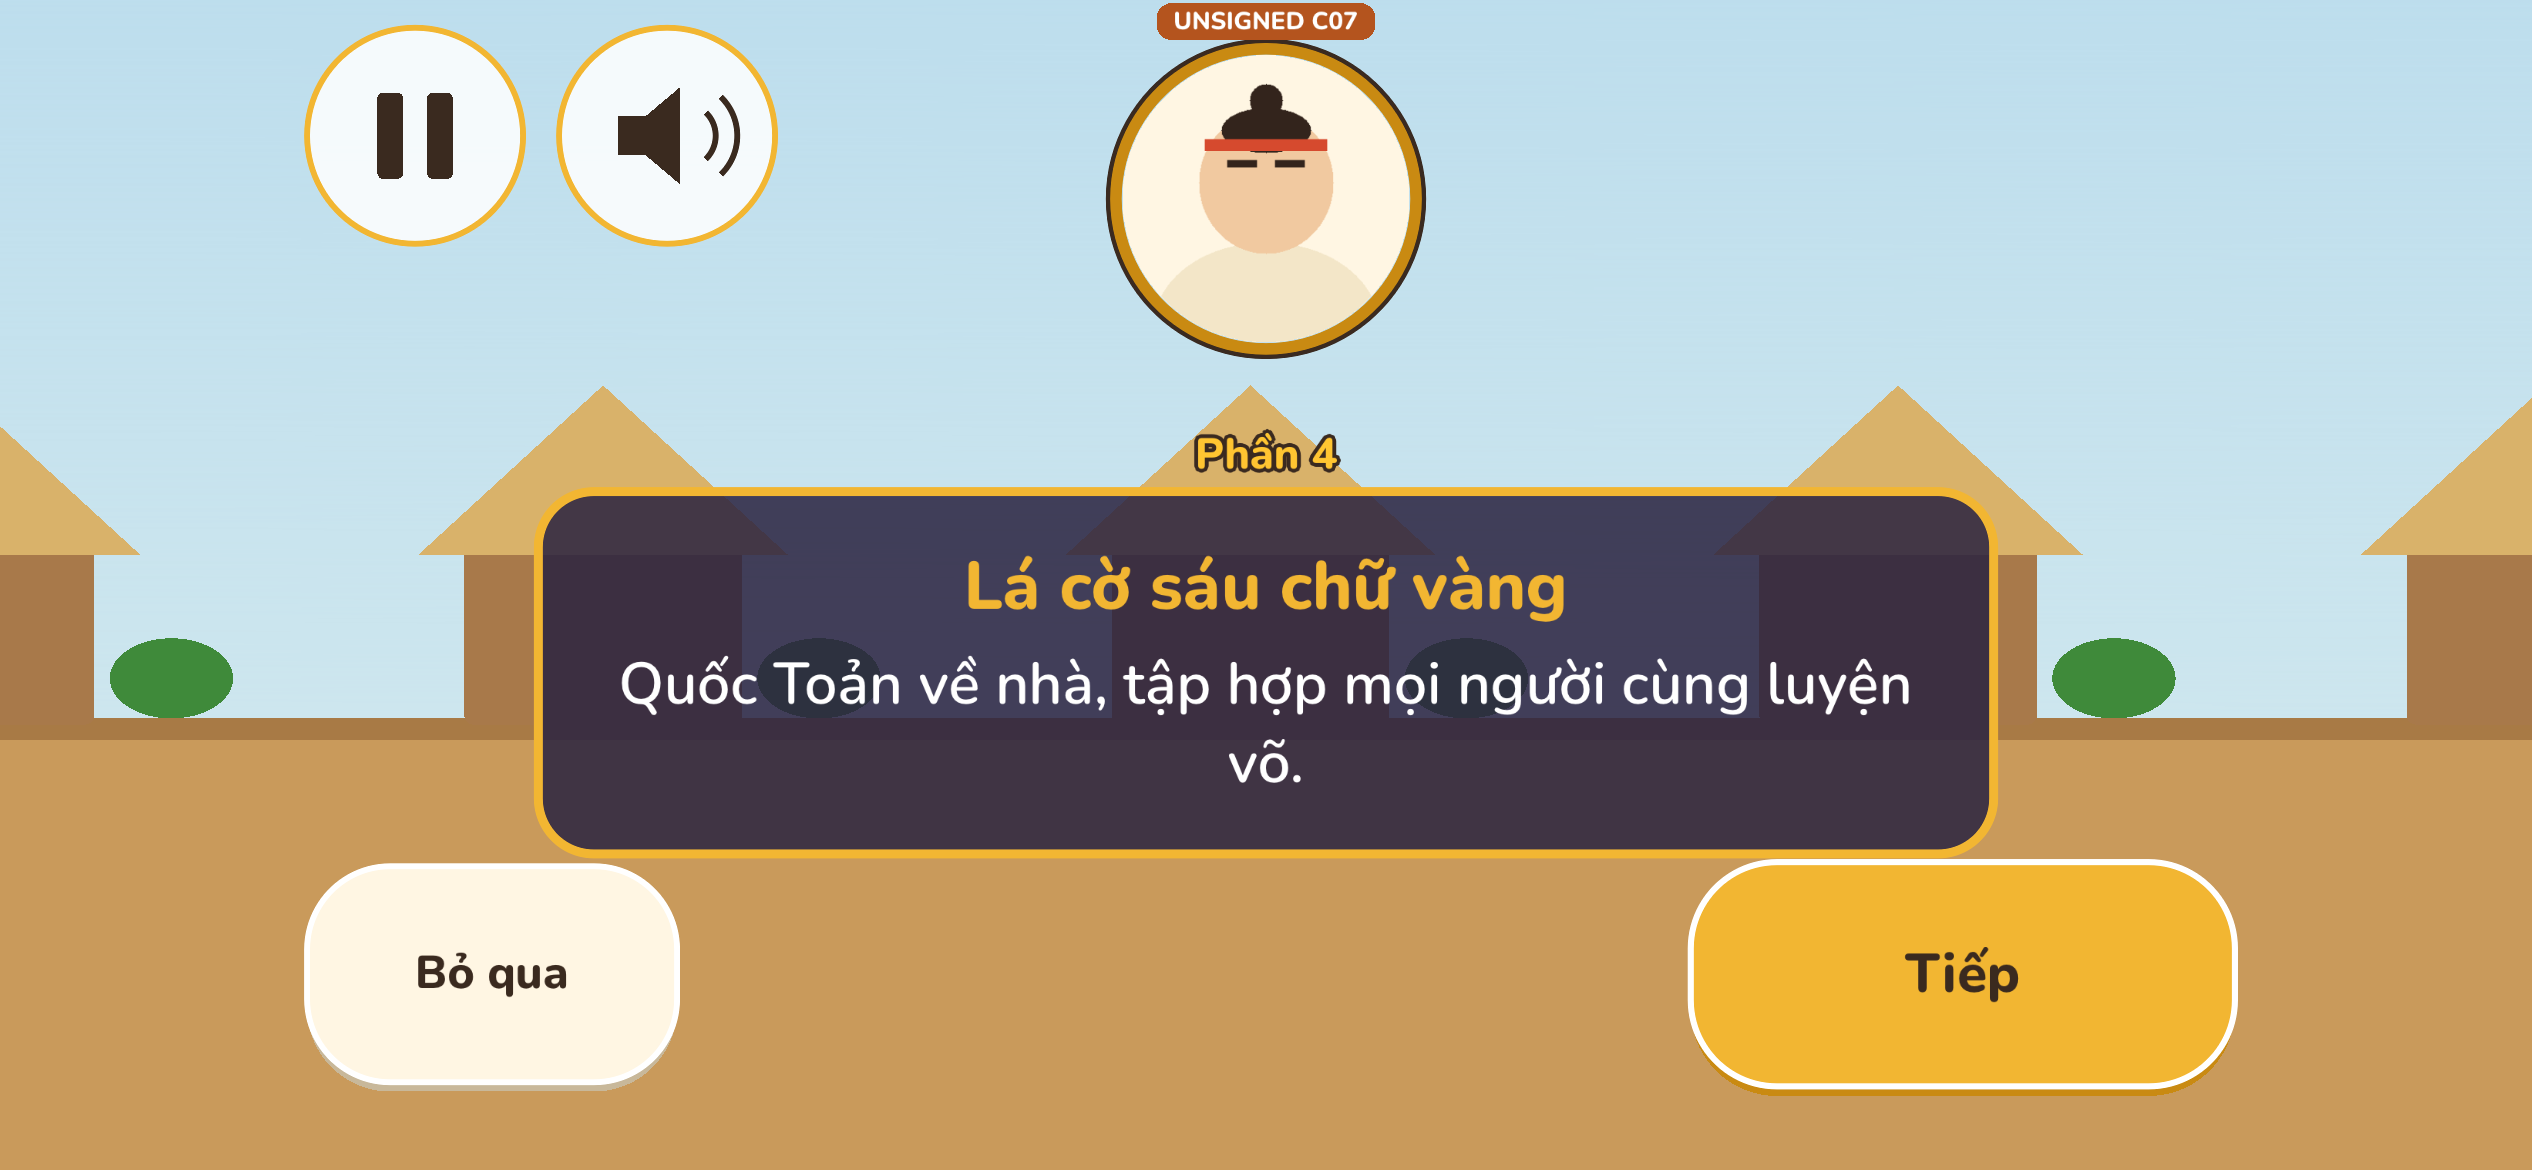 UNSIGNED C07
Phần 4
Lá cờ sáu chữ vàng
Quốc Toản về nhà, tập hợp mọi người cùng luyện
võ.
Bỏ qua
Tiếp